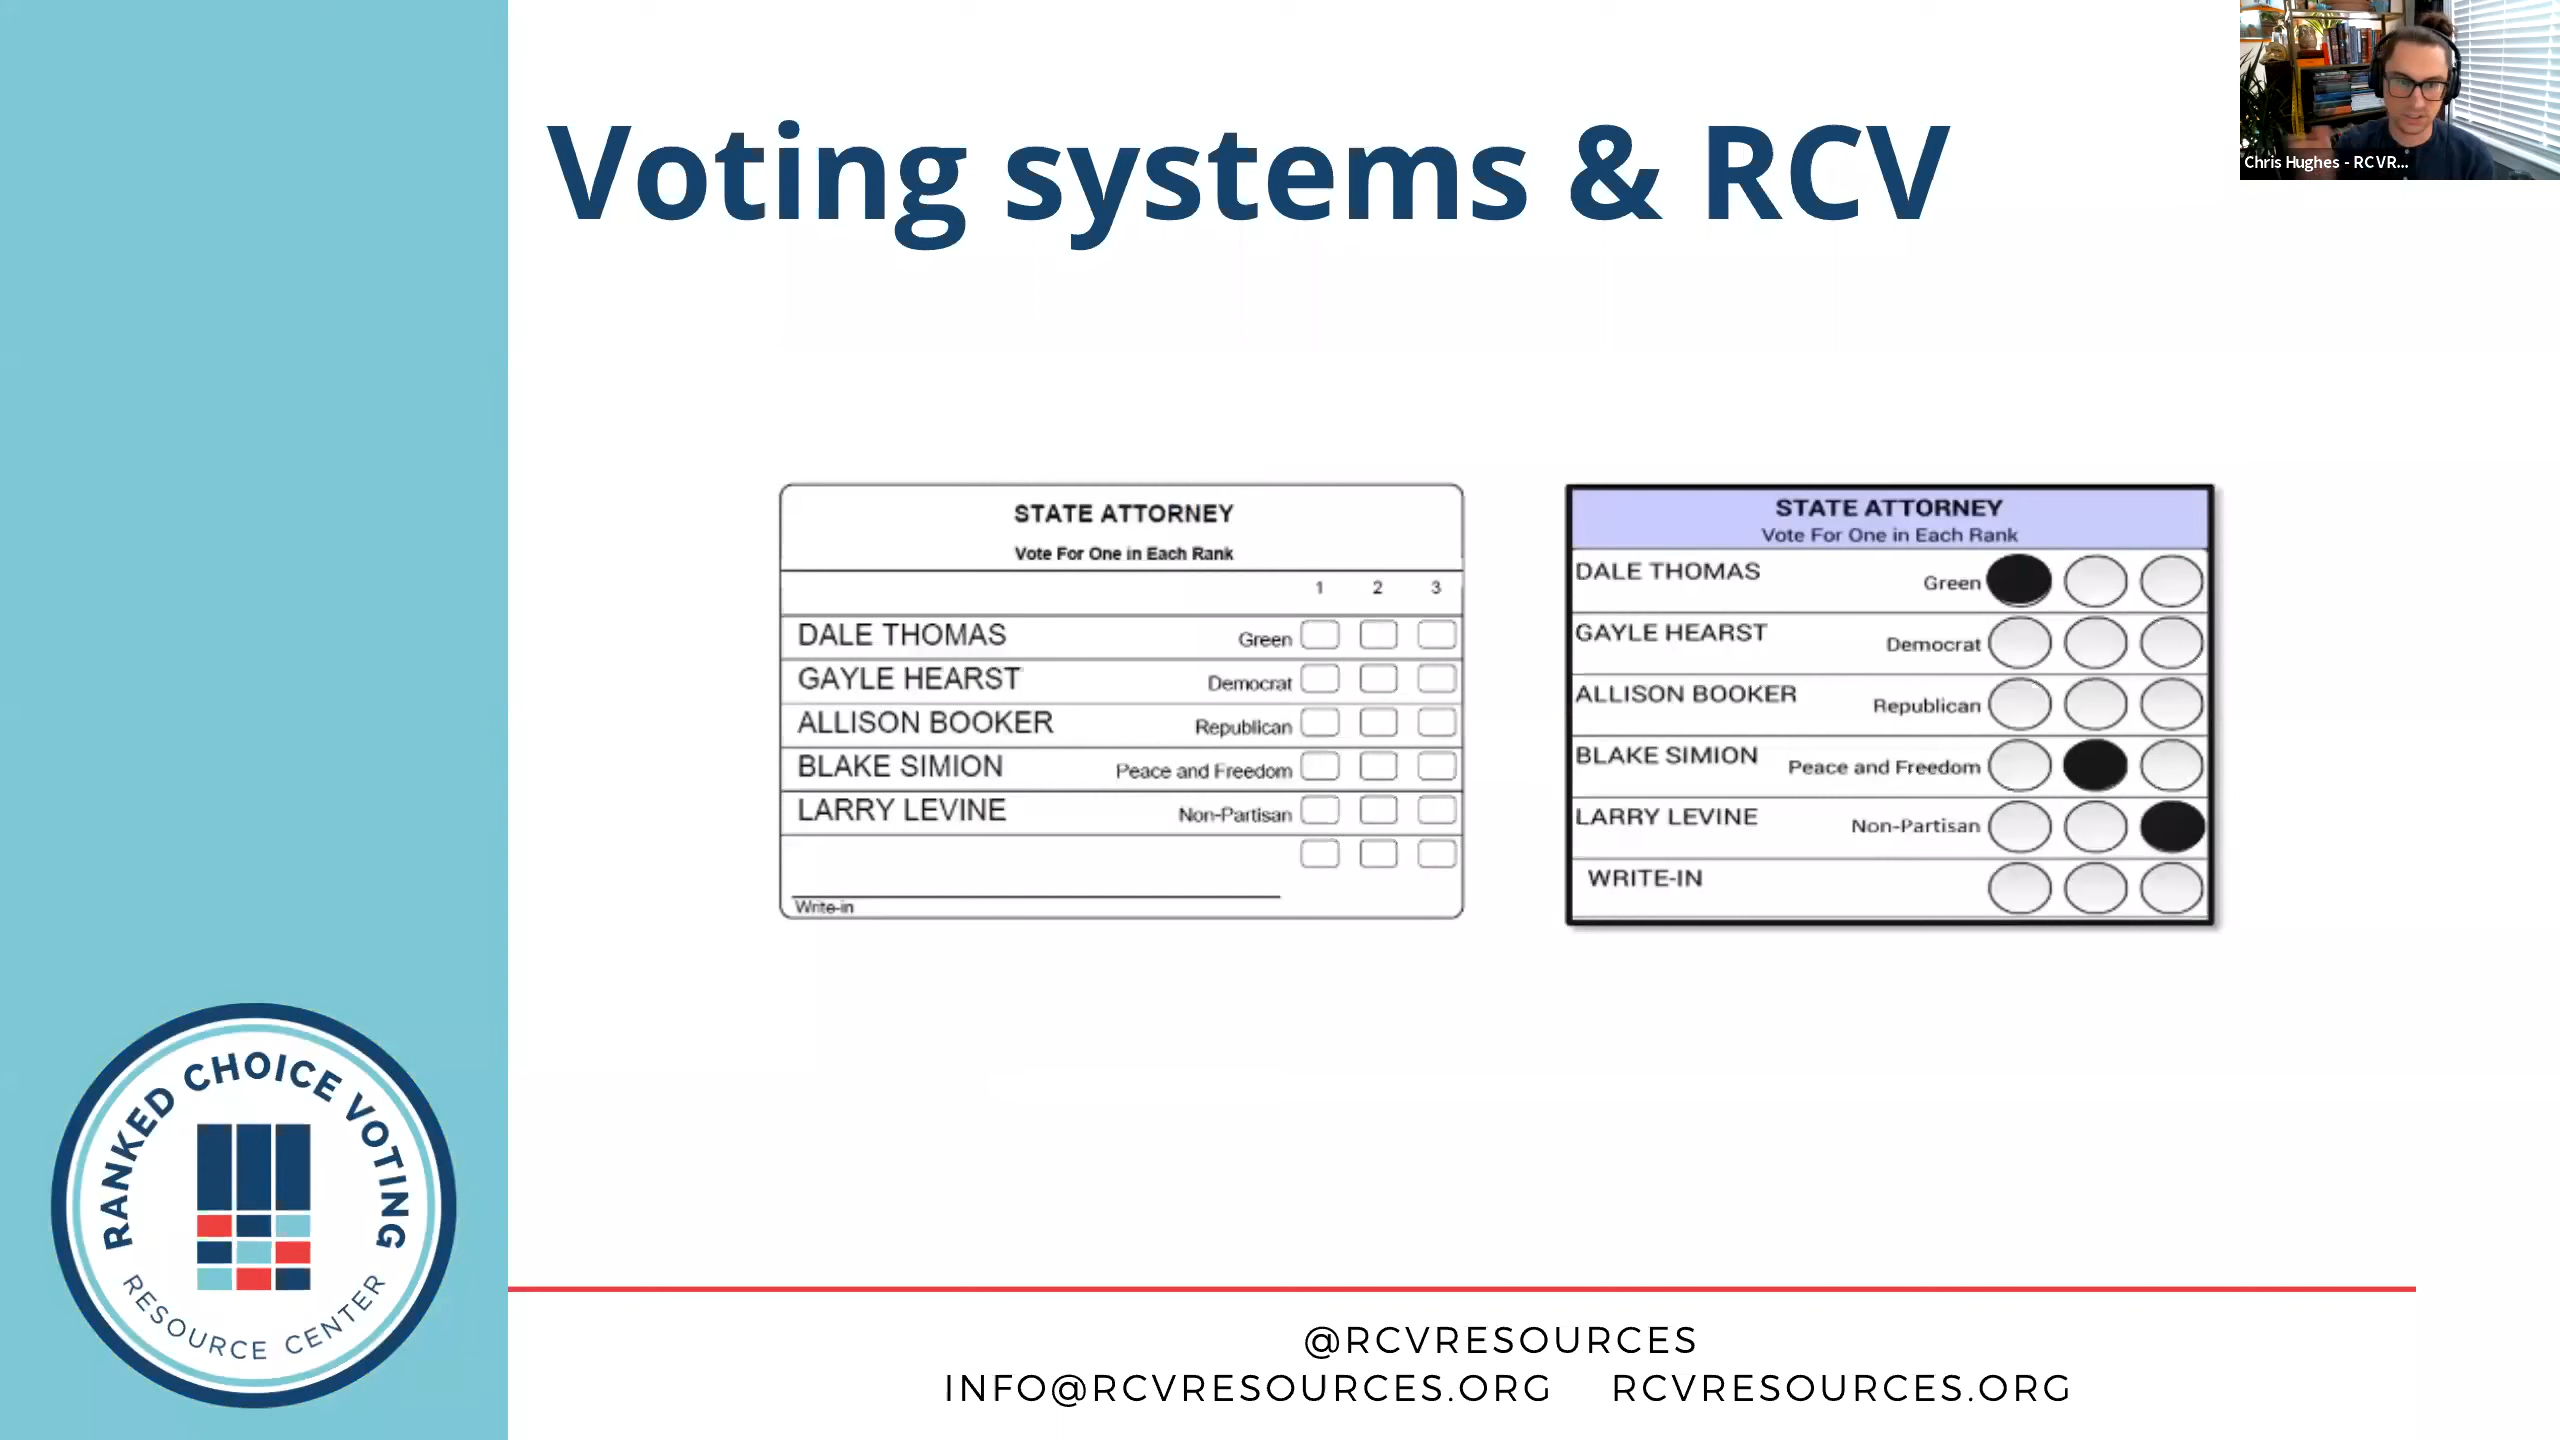 Voting systems & RCV
Chris Hughes - RCVR...
STATE ATTORNEY
Vote For One in Each Rank
1 2 3
DALE THOMAS Green
GAYLE HEARST Democrat
ALLISON BOOKER Republican
BLAKE SIMION Peace and Freedom
LARRY LEVINE Non-Partisan
Write-in
STATE ATTORNEY
Vote For One in Each Rank
DALE THOMAS Green
GAYLE HEARST Democrat
ALLISON BOOKER Republican
BLAKE SIMION Peace and Freedom
LARRY LEVINE Non-Partisan
WRITE-IN
RANKED CHOICE VOTING
RESOURCE CENTER
@RCVRESOURCES
INFO@RCVRESOURCES.ORG RCVRESOURCES.ORG